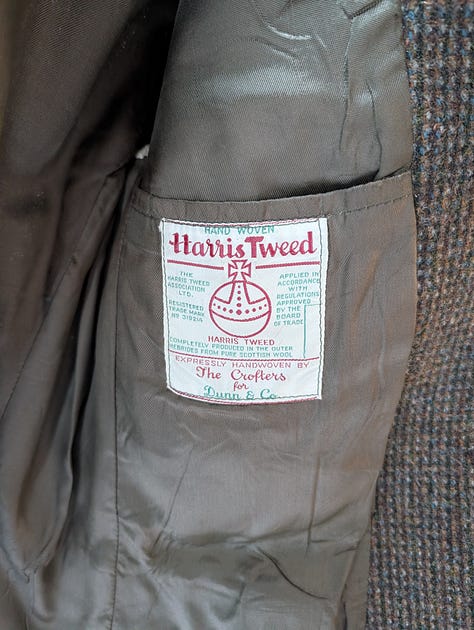 HAND WOVEN
Harris Tweed
THE
HARRIS TWEED
ASSOCIATION
LTD.
REGISTERED
TRADE MARK
Nº 319214
APPLIED IN
ACCORDANCE
WITH
REGULATIONS
APPROVED
BY THE
BOARD
OF TRADE
HARRIS TWEED
COMPLETELY PRODUCED IN THE OUTER
HEBRIDES FROM PURE SCOTTISH WOOL
EXPRESSLY HANDWOVEN BY
The Crofters
for
Dunn & Co.